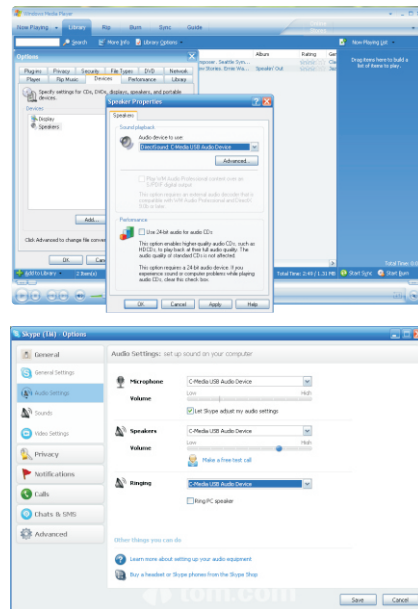 Windows Media Player
Now Playing
Library
Rip
Burn
Sync
Guide
Search
More Info
Library Options
Now Playing List
Album
Rating
Options
Plug-ins
Privacy
Security
File Types
DVD
Network
Player
Rip Music
Devices
Performance
Library
Specify settings for CDs, DVDs, displays, speakers, and portable
devices.
Devices
Display
Speakers
Add...
Click Advanced to change file
OK
Cancel
Speaker Properties
Speakers
Sound playback
Audio device to use:
DirectSound: C-Media USB Audio Device
Advanced...
Performance
Use 24-bit audio for audio CDs
This option enables higher quality audio CDs, such as
HDCDs, to play back at their full audio quality. The
audio quality of standard CDs is not affected.
This option requires a 24-bit audio device. If you
experience sound or computer problems while playing
audio CDs, clear this check box.
OK
Cancel
Apply
Help
Drag items here to build a
list of items to play.
Add to Library
2 Item(s)
Total Time: 2:49 / 1.31 MB
Start Sync
Start Burn
Options
General
General Settings
Audio Settings
Sounds
Video Settings
Privacy
Notifications
Calls
Chats & SMS
Advanced
Audio Settings: set up sound on your computer
Microphone
C-Media USB Audio Device
Volume
Low
High
Let Skype adjust my audio settings
Speakers
C-Media USB Audio Device
Volume
Low
High
Make a free test call
Ringing
C-Media USB Audio Device
Ring PC speaker
Other things you can do
Learn more about setting up your audio equipment
Buy a headset or Skype phones from the Skype Shop
tom.com
Save
Cancel